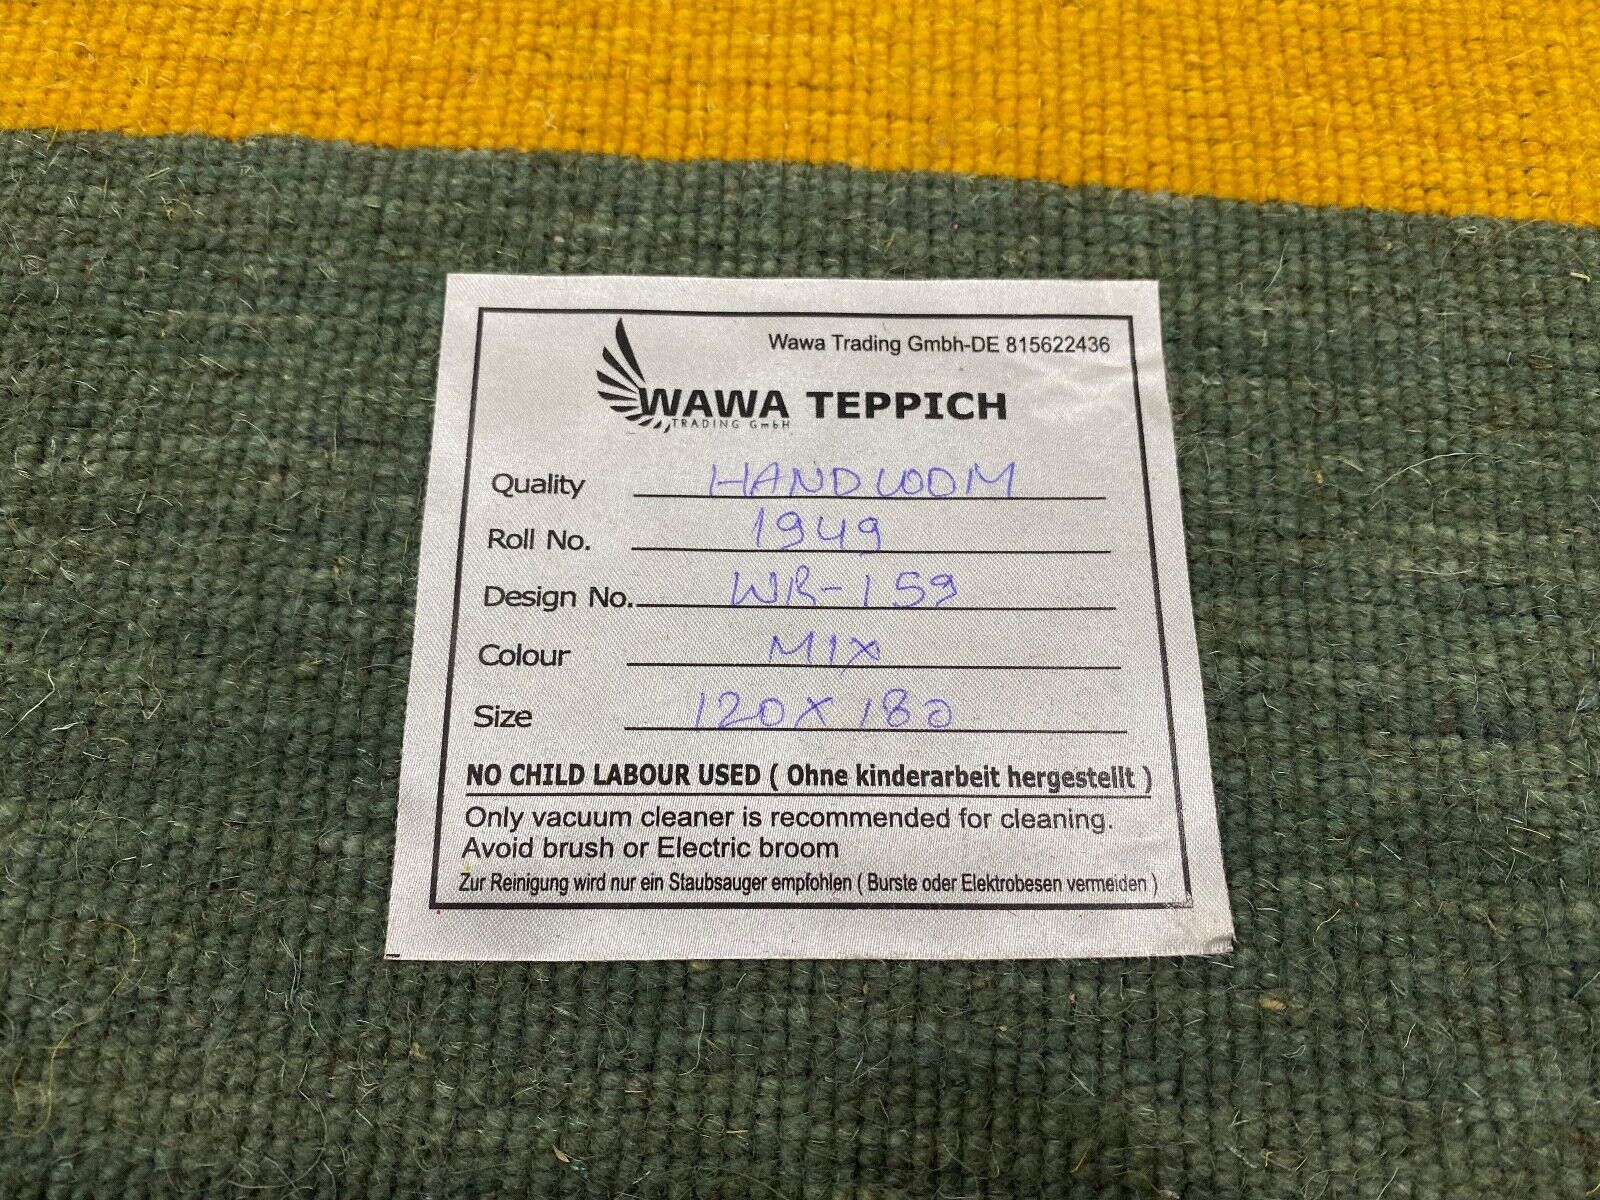 Wawa Trading Gmbh-DE 815622436
WAWA TEPPICH
TRADING GmbH
Quality HANDLOOM
Roll No. 1949
Design No. WR-159
Colour MIX
Size 120X180
NO CHILD LABOUR USED ( Ohne kinderarbeit hergestellt )
Only vacuum cleaner is recommended for cleaning.
Avoid brush or Electric broom
Zur Reinigung wird nur ein Staubsauger empfohlen ( Burste oder Elektrobesen vermeiden )